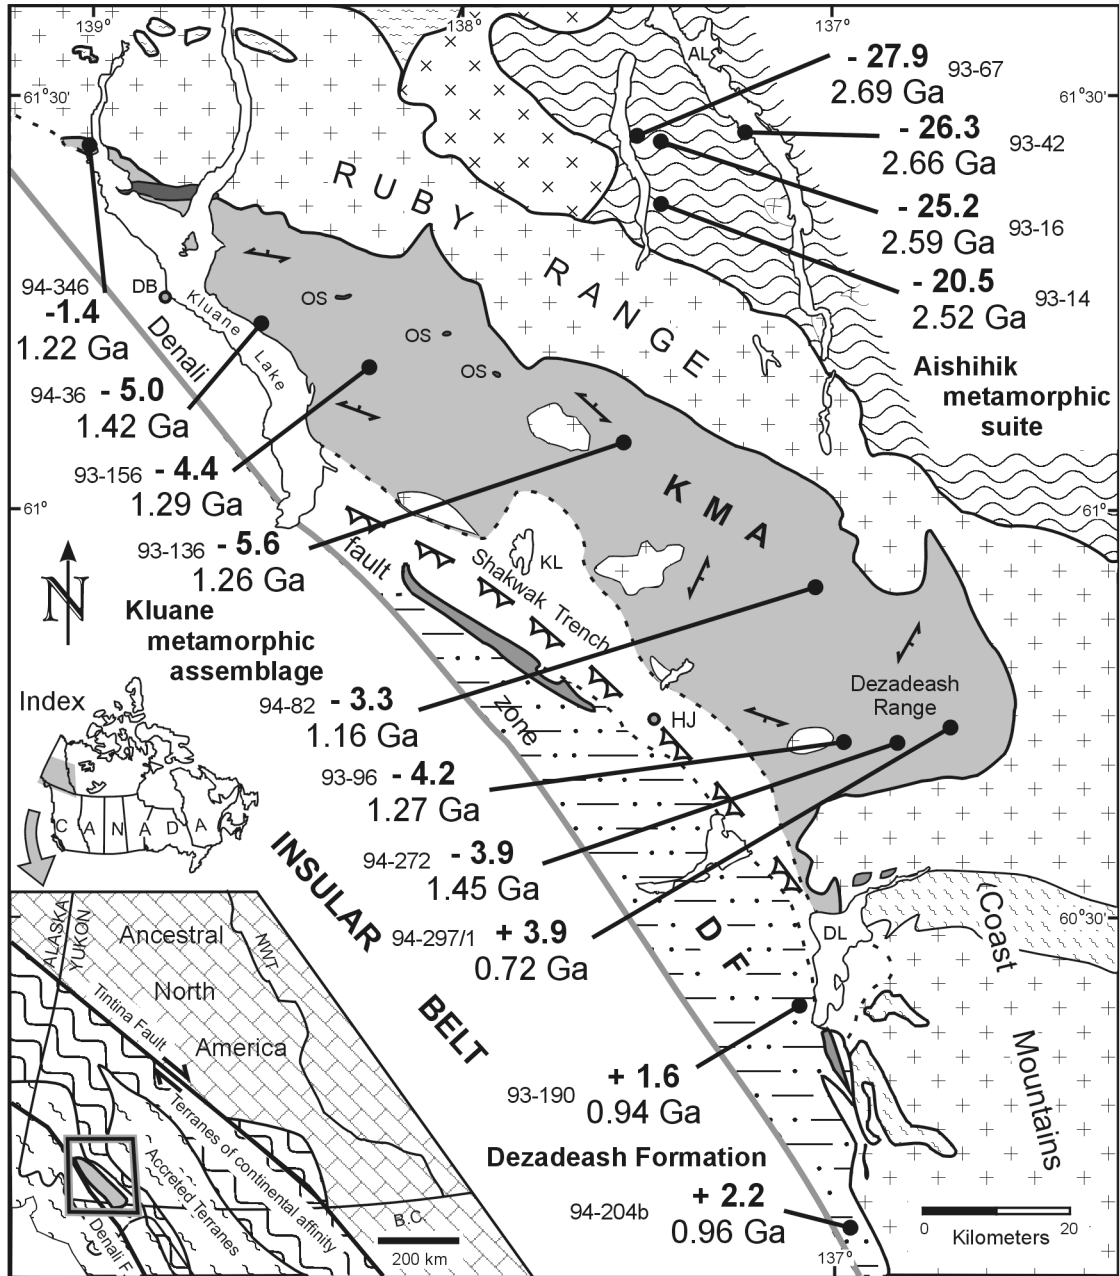 139°
138°
137°
61°30'
61°30'
AL
- 27.9 93-67
2.69 Ga
- 26.3 93-42
2.66 Ga
- 25.2 93-16
2.59 Ga
- 20.5 93-14
2.52 Ga
Aishihik
metamorphic
suite
RUBY
RANGE
94-346
-1.4
1.22 Ga
DB
Kluane
Lake
OS
OS
OS
Denali
fault
zone
94-36 - 5.0
1.42 Ga
93-156 - 4.4
1.29 Ga
61°
61°
93-136 - 5.6
1.26 Ga
KMA
KL
Shakwak Trench
N
Kluane
metamorphic
assemblage
94-82 - 3.3
1.16 Ga
Dezadeash
Range
HJ
Index
CANADA
93-96 - 4.2
1.27 Ga
94-272 - 3.9
1.45 Ga
94-297/1 + 3.9
0.72 Ga
INSULAR
BELT
D F
DL
60°30'
Coast
Mountains
93-190 + 1.6
0.94 Ga
Dezadeash Formation
94-204b + 2.2
0.96 Ga
0 20
Kilometers
137°
ALASKA
YUKON
NWT
Ancestral
North
America
Tintina Fault
Terranes of continental affinity
Accreted Terranes
Denali F.
B.C.
200 km